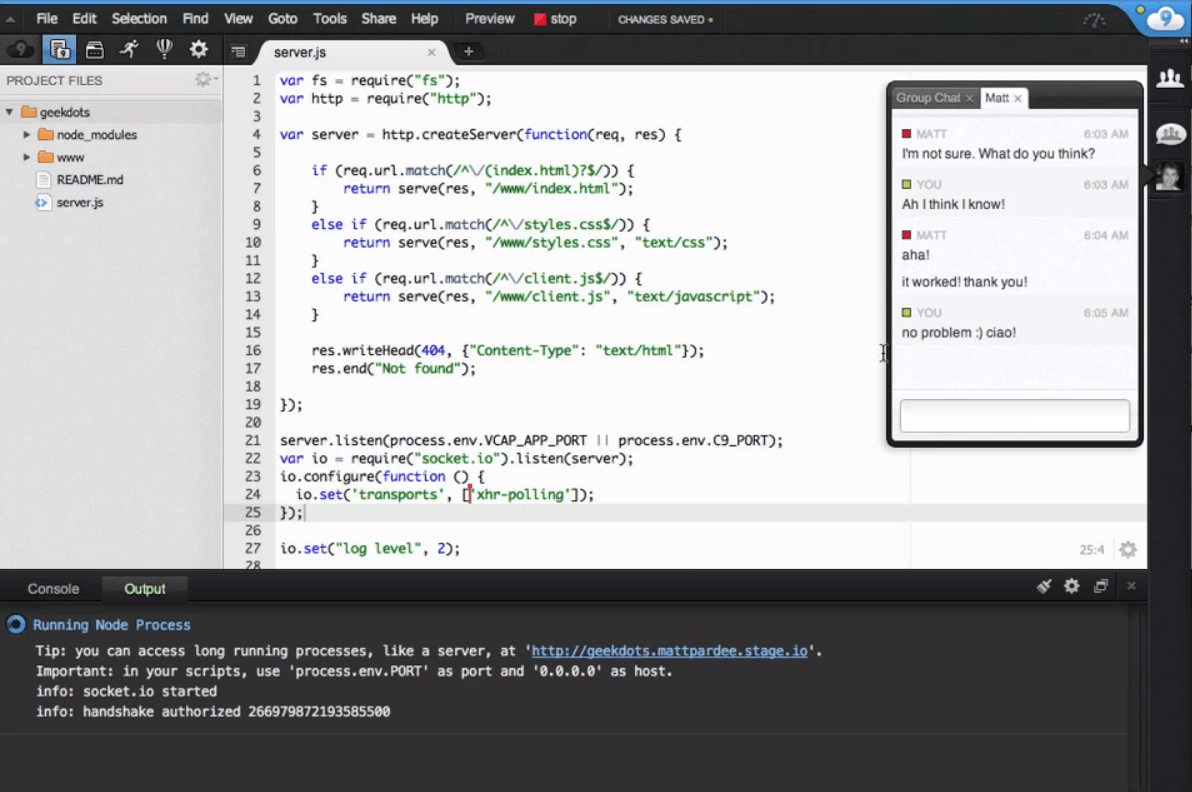 File Edit Selection Find View Goto Tools Share Help Preview stop CHANGES SAVED
server.js
PROJECT FILES
geekdots
node_modules
www
README.md
server.js
1 var fs = require("fs");
2 var http = require("http");
3
4 var server = http.createServer(function(req, res) {
5
6 if (req.url.match(/^\/(index.html)?$/)) {
7 return serve(res, "/www/index.html");
8 }
9 else if (req.url.match(/^\/styles.css$/)) {
10 return serve(res, "/www/styles.css", "text/css");
11 }
12 else if (req.url.match(/^\/client.js$/)) {
13 return serve(res, "/www/client.js", "text/javascript");
14 }
15
16 res.writeHead(404, {"Content-Type": "text/html"});
17 res.end("Not found");
18
19 });
20
21 server.listen(process.env.VCAP_APP_PORT || process.env.C9_PORT);
22 var io = require("socket.io").listen(server);
23 io.configure(function () {
24 io.set('transports', ['xhr-polling']);
25 });
26
27 io.set("log level", 2);
28
25:4
Group Chat Matt
MATT 6:03 AM
I'm not sure. What do you think?
YOU 6:03 AM
Ah I think I know!
MATT 6:04 AM
aha!
it worked! thank you!
YOU 6:05 AM
no problem :) ciao!
Console Output
Running Node Process
Tip: you can access long running processes, like a server, at 'http://geekdots.mattpardee.stage.io'.
Important: in your scripts, use 'process.env.PORT' as port and '0.0.0.0' as host.
info: socket.io started
info: handshake authorized 266979872193585500